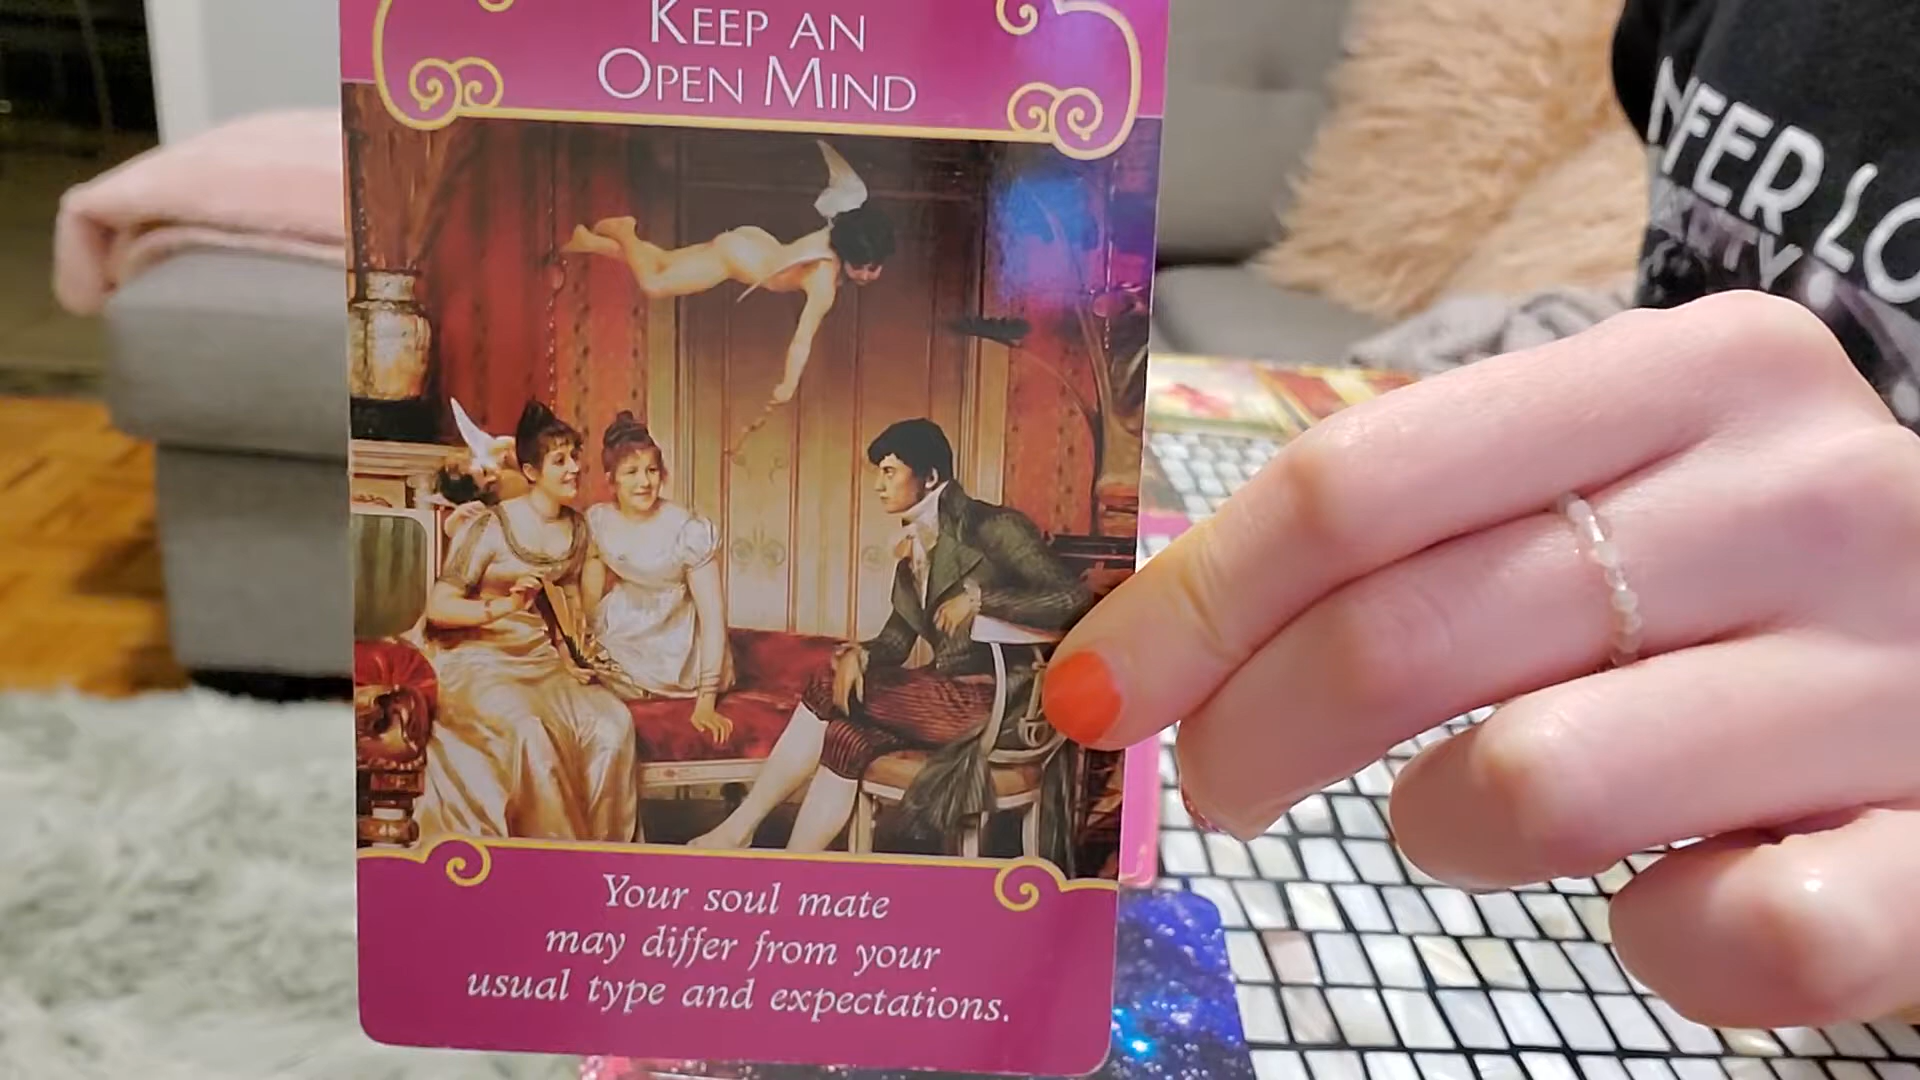 KEEP AN
OPEN MIND
Your soul mate
may differ from your
usual type and expectations.